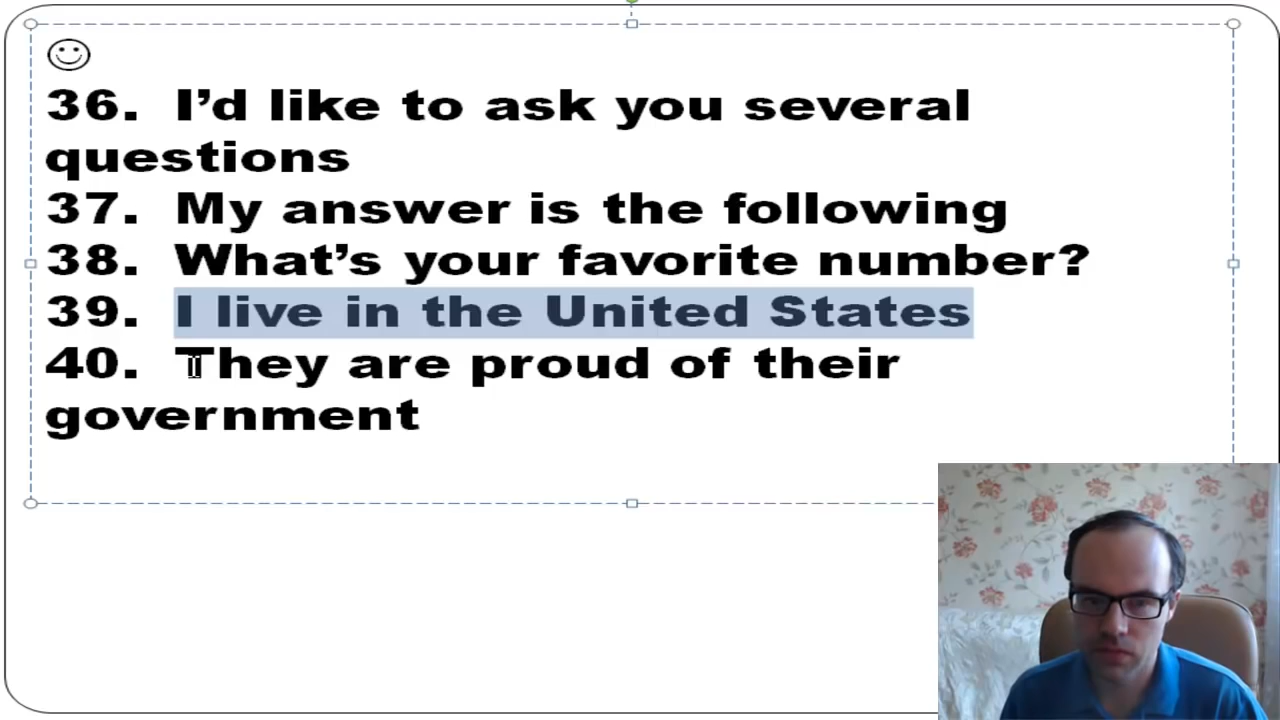 36. I’d like to ask you several
questions
37. My answer is the following
38. What’s your favorite number?
39. I live in the United States
40. They are proud of their
government